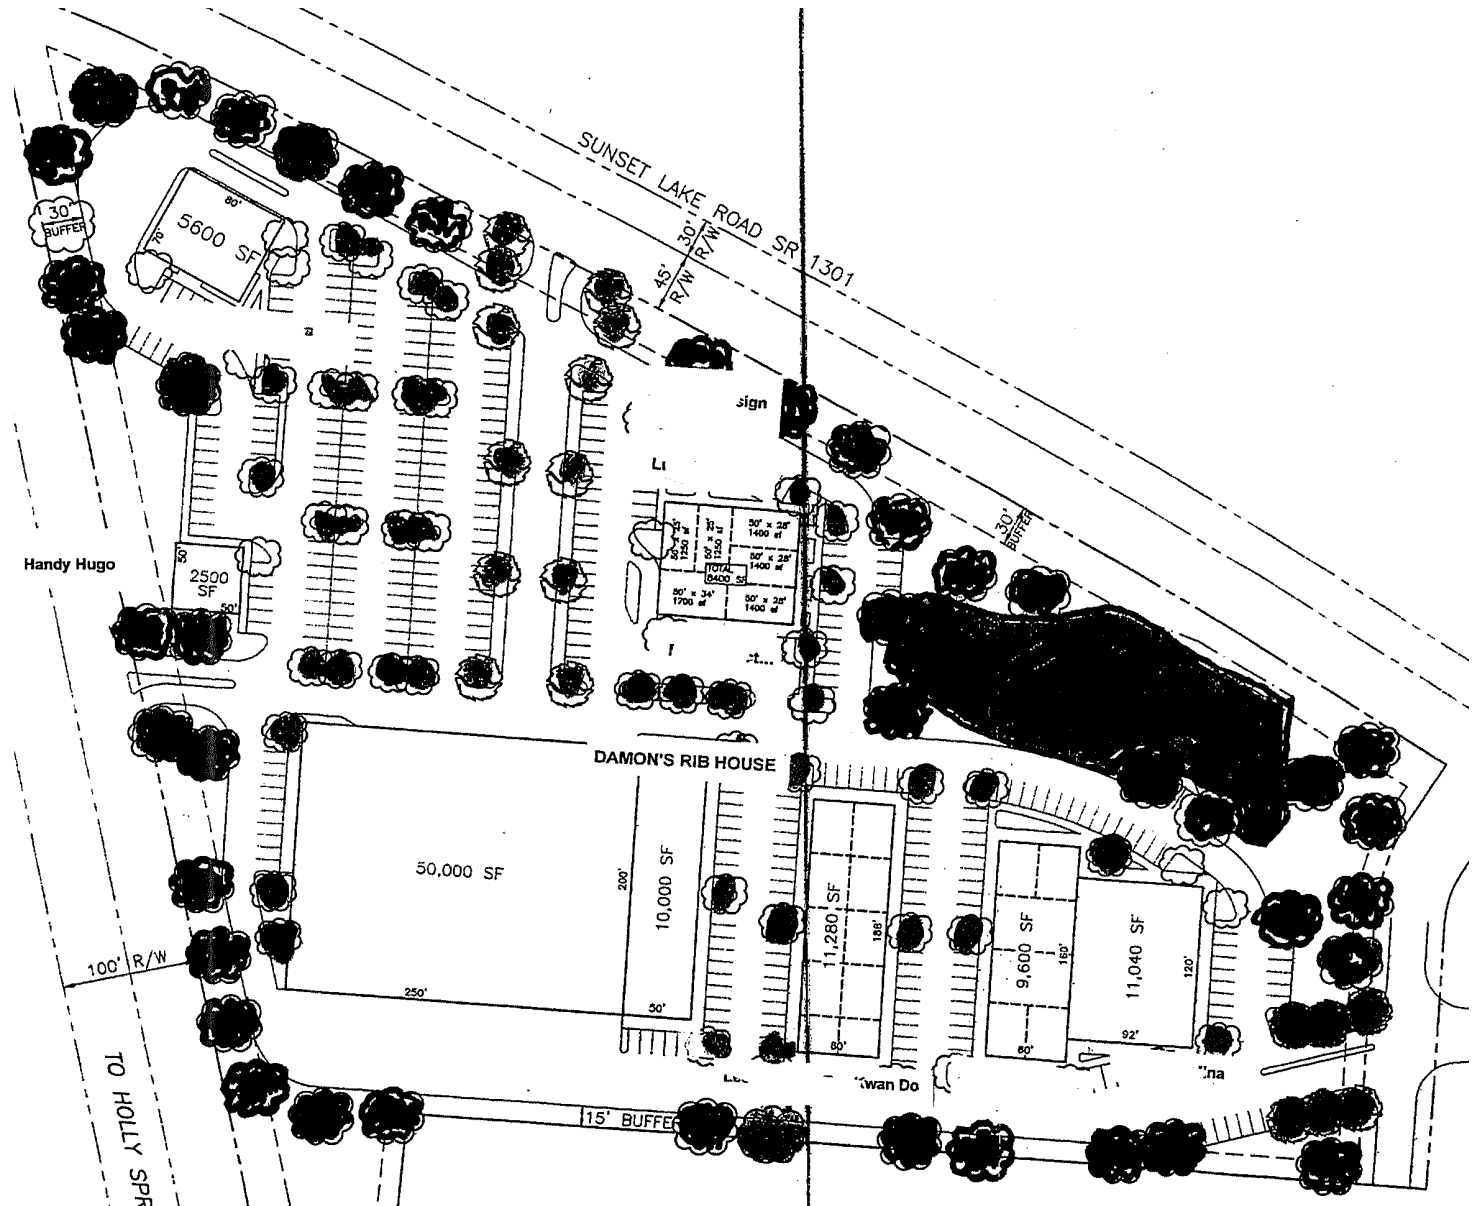 SUNSET LAKE ROAD SR 1301
30'
R/W
45'
R/W
30'
BUFFER
80'
5600 SF
70
a
sign
Handy Hugo
50'
2500
SF
50'
50' x 25'
1250 sf
50' x 25'
1250 sf
50' x 28'
1400 sf
50' x 28'
1400 sf
TOTAL
8400 SF
50' x 34'
1700 sf
50' x 28'
1400 sf
30'
BUFFER
DAMON'S RIB HOUSE
50,000 SF
200'
10,000 SF
250'
50'
11,280 SF
188'
60'
9,600 SF
160'
60'
11,040 SF
120'
92'
100' R/W
Kwan Do
15' BUFFE
TO HOLLY SPR